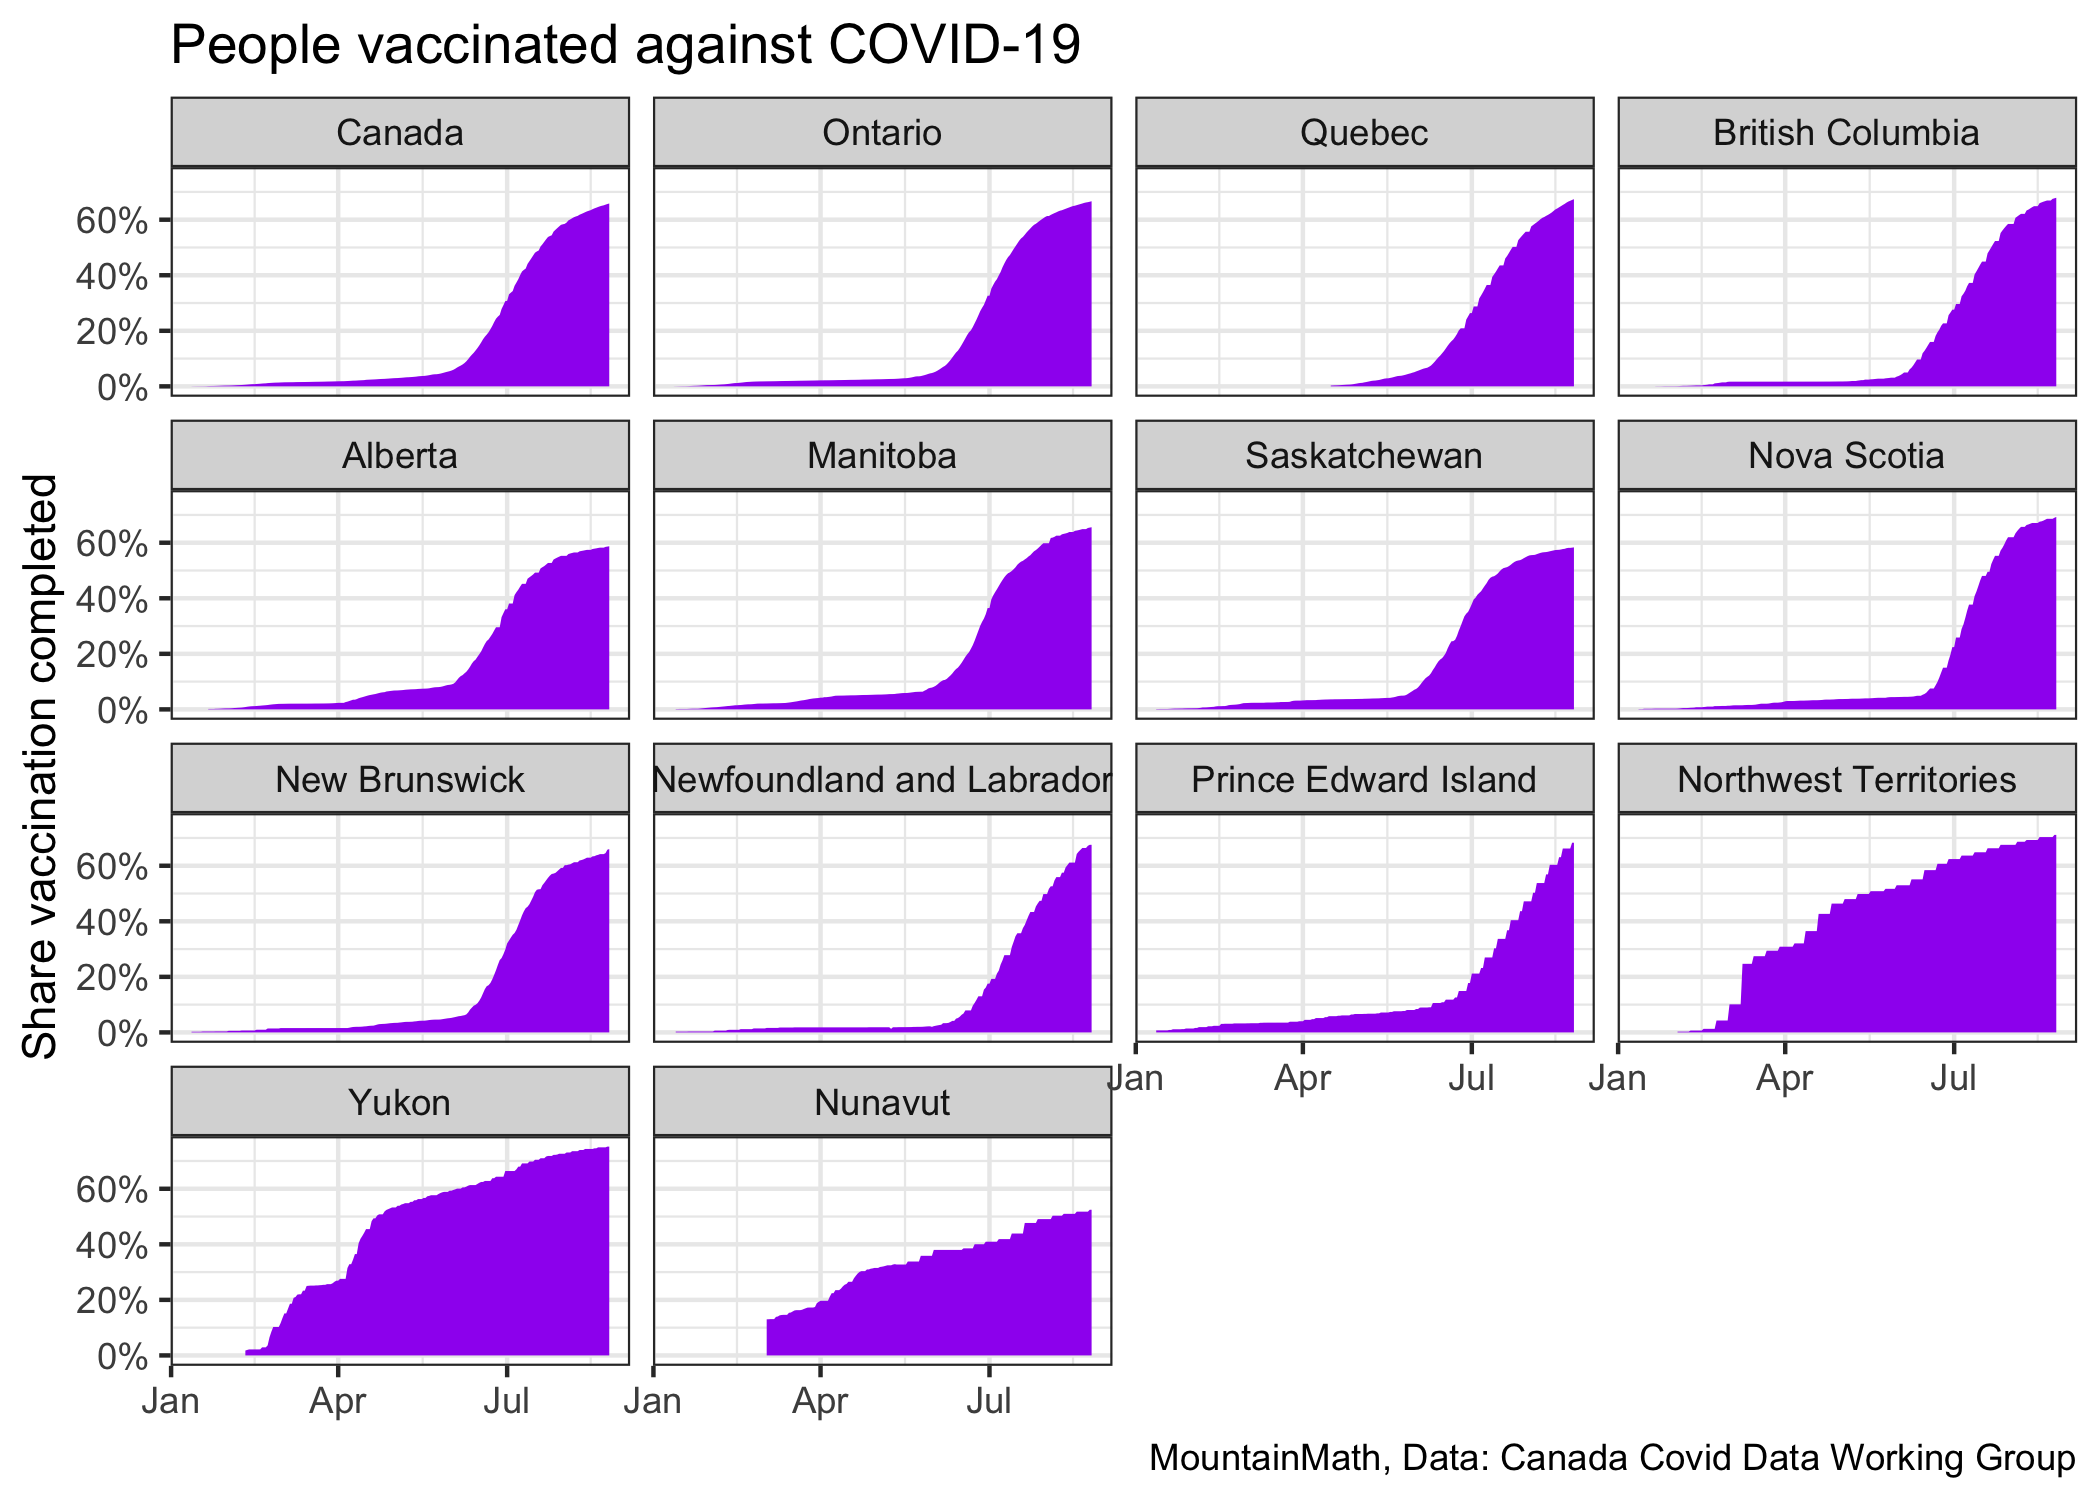 People vaccinated against COVID-19
Canada
Ontario
Quebec
British Columbia
60%
40%
20%
0%
Alberta
Manitoba
Saskatchewan
Nova Scotia
60%
40%
20%
0%
Share vaccination completed
New Brunswick
Newfoundland and Labrador
Prince Edward Island
Northwest Territories
60%
40%
20%
0%
Jan Apr Jul
Jan Apr Jul
Yukon
Nunavut
60%
40%
20%
0%
Jan Apr Jul
Jan Apr Jul
MountainMath, Data: Canada Covid Data Working Group